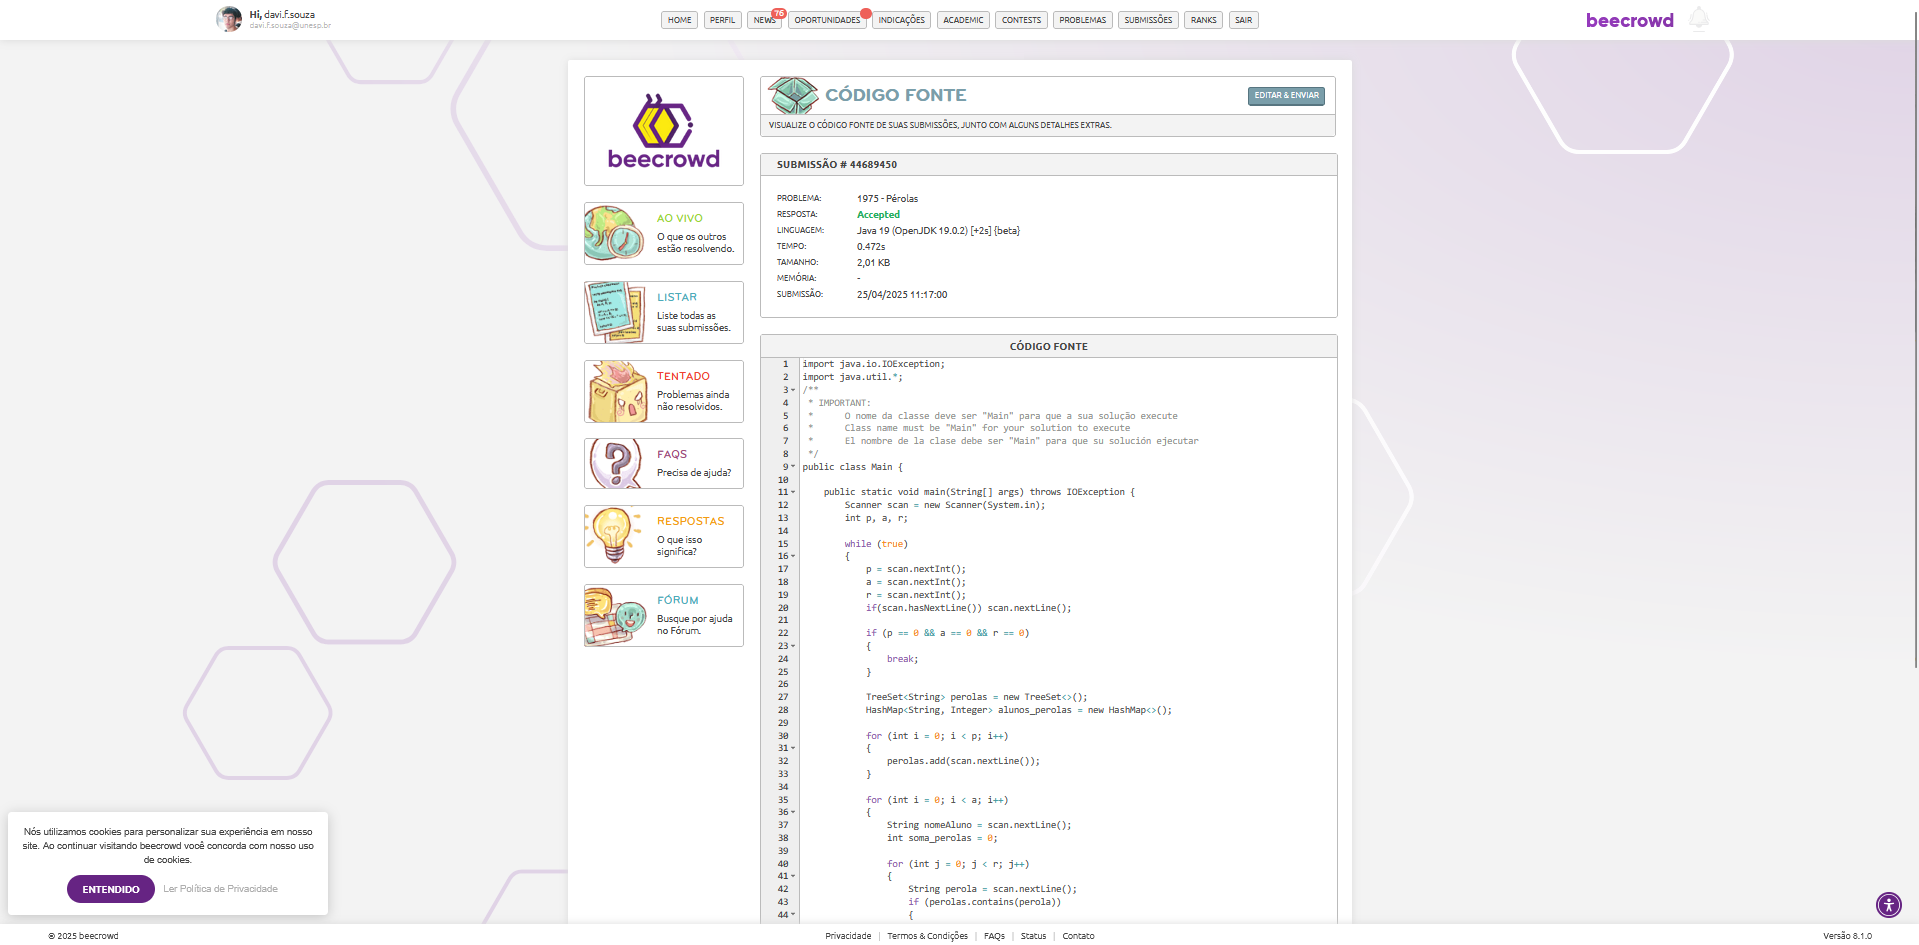 Hi, davi.f.souza
davi.f.souza@unesp.br
HOME
PERFIL
NEWS
76
OPORTUNIDADES
INDICAÇÕES
ACADEMIC
CONTESTS
PROBLEMAS
SUBMISSÕES
RANKS
SAIR
beecrowd
beecrowd
AO VIVO
O que os outros
estão resolvendo.
LISTAR
Liste todas as
suas submissões.
TENTADO
Problemas ainda
não resolvidos.
FAQS
Precisa de ajuda?
RESPOSTAS
O que isso
significa?
FÓRUM
Busque por ajuda
no Fórum.
CÓDIGO FONTE
EDITAR & ENVIAR
VISUALIZE O CÓDIGO FONTE DE SUAS SUBMISSÕES, JUNTO COM ALGUNS DETALHES EXTRAS.
SUBMISSÃO # 44689450
PROBLEMA: 1975 - Pérolas
RESPOSTA: Accepted
LINGUAGEM: Java 19 (OpenJDK 19.0.2) [+2s] {beta}
TEMPO: 0.472s
TAMANHO: 2,01 KB
MEMÓRIA: -
SUBMISSÃO: 25/04/2025 11:17:00
CÓDIGO FONTE
1 import java.io.IOException;
2 import java.util.*;
3 /**
4 * IMPORTANT:
5 * O nome da classe deve ser "Main" para que a sua solução execute
6 * Class name must be "Main" for your solution to execute
7 * El nombre de la clase debe ser "Main" para que su solución ejecutar
8 */
9 public class Main {
10
11 public static void main(String[] args) throws IOException {
12 Scanner scan = new Scanner(System.in);
13 int p, a, r;
14
15 while (true)
16 {
17 p = scan.nextInt();
18 a = scan.nextInt();
19 r = scan.nextInt();
20 if(scan.hasNextLine()) scan.nextLine();
21
22 if (p == 0 && a == 0 && r == 0)
23 {
24 break;
25 }
26
27 TreeSet<String> perolas = new TreeSet<>();
28 HashMap<String, Integer> alunos_perolas = new HashMap<>();
29
30 for (int i = 0; i < p; i++)
31 {
32 perolas.add(scan.nextLine());
33 }
34
35 for (int i = 0; i < a; i++)
36 {
37 String nomeAluno = scan.nextLine();
38 int soma_perolas = 0;
39
40 for (int j = 0; j < r; j++)
41 {
42 String perola = scan.nextLine();
43 if (perolas.contains(perola))
44 {
Nós utilizamos cookies para personalizar sua experiência em nosso
site. Ao continuar visitando beecrowd você concorda com nosso uso
de cookies.
ENTENDIDO
Ler Política de Privacidade
© 2025 beecrowd
Privacidade | Termos & Condições | FAQs | Status | Contato
Versão 8.1.0